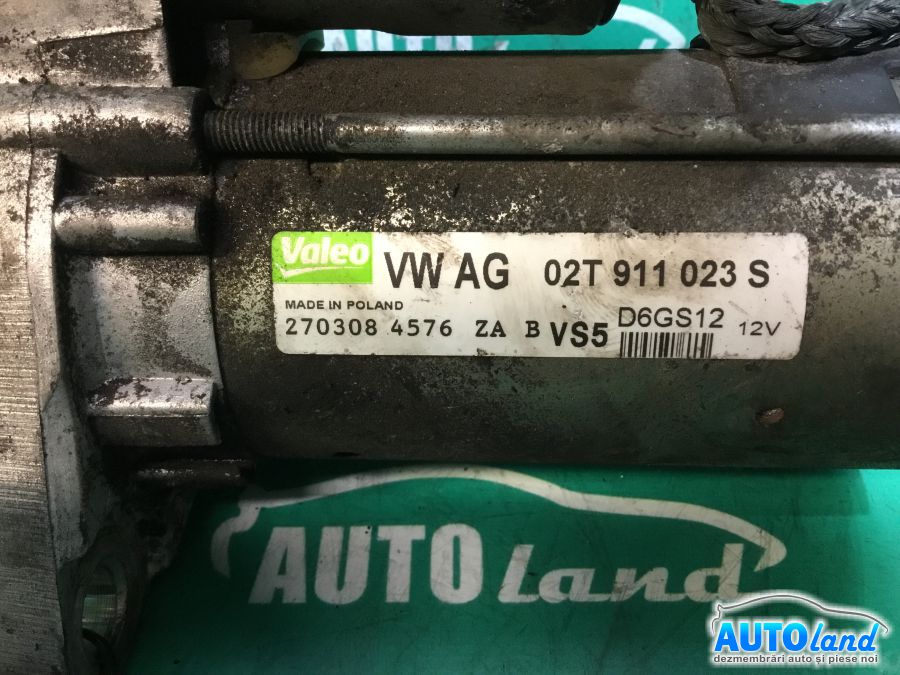 Valeo VW AG 02T 911 023 S
MADE IN POLAND
270308 4576 ZA B VS5 D6GS12 12V
AUTO land
AUTOland
dezmembrări auto și piese noi